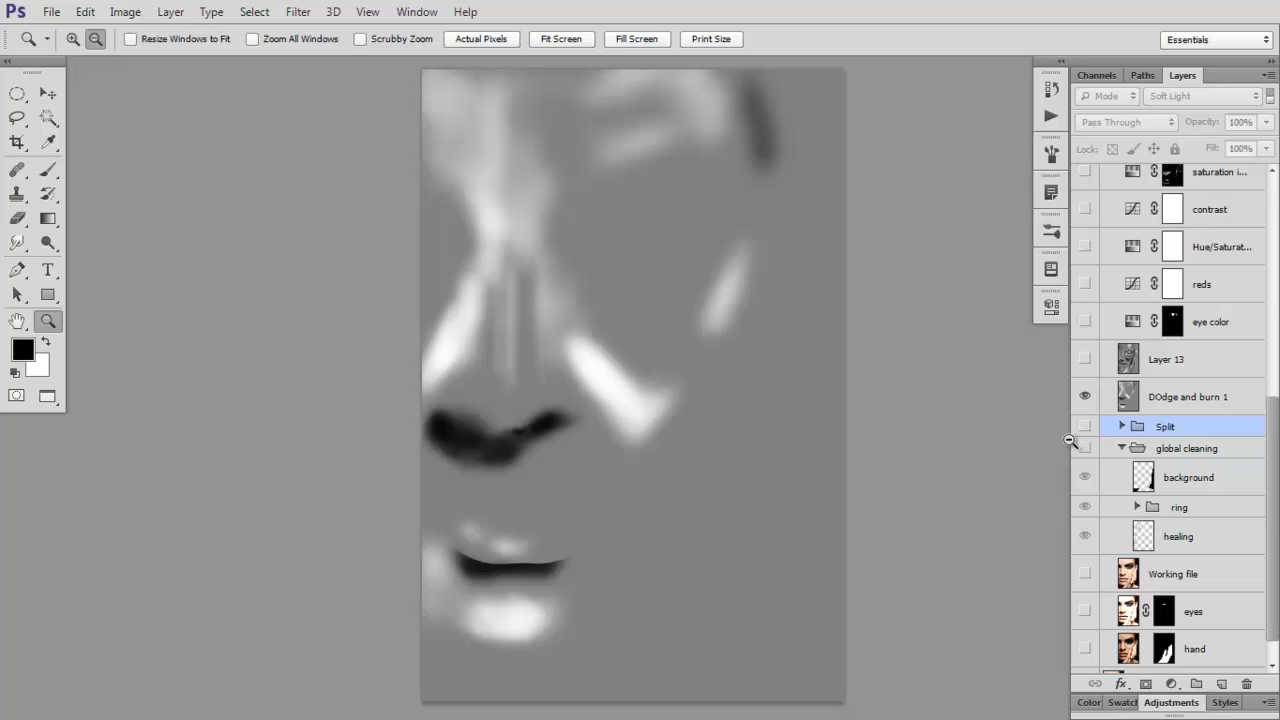 Ps File Edit Image Layer Type Select Filter 3D View Window Help
Resize Windows to Fit Zoom All Windows Scrubby Zoom Actual Pixels Fit Screen Fill Screen Print Size Essentials
Channels Paths Layers
Mode Soft Light
Pass Through Opacity: 100%
Lock: Fill: 100%
saturation i...
contrast
Hue/Saturat...
reds
eye color
Layer 13
DOdge and burn 1
Split
global cleaning
background
ring
healing
Working file
eyes
hand
fx
Color Swatch Adjustments Styles
T